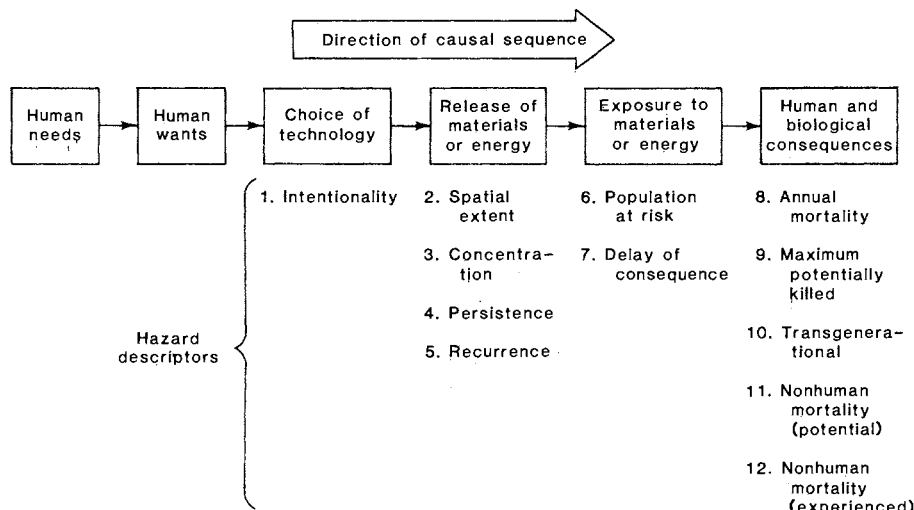 Direction of causal sequence
Human
needs
Human
wants
Choice of
technology
Release of
materials
or energy
Exposure to
materials
or energy
Human and
biological
consequences
Hazard
descriptors
1. Intentionality
2. Spatial
extent
3. Concentra-
tion
4. Persistence
5. Recurrence
6. Population
at risk
7. Delay of
consequence
8. Annual
mortality
9. Maximum
potentially
killed
10. Transgenera-
tional
11. Nonhuman
mortality
(potential)
12. Nonhuman
mortality
(experienced)